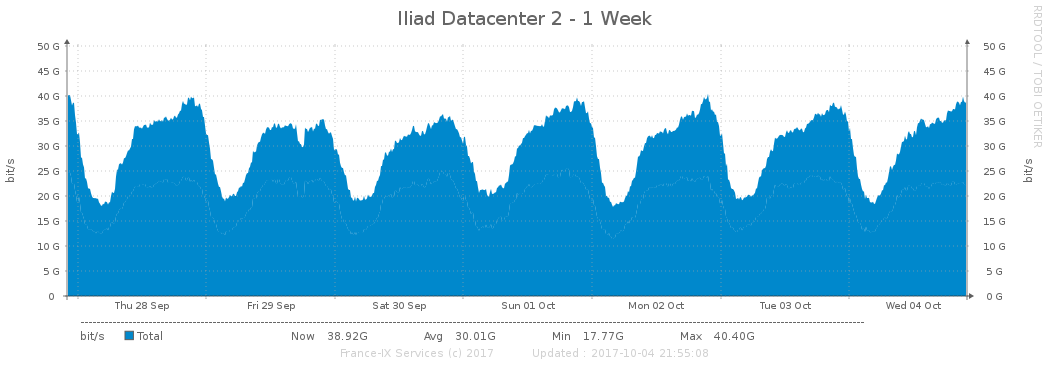 Iliad Datacenter 2 - 1 Week
RRDTOOL / TOBI OETIKER
bit/s
50 G 50 G
45 G 45 G
40 G 40 G
35 G 35 G
30 G 30 G
25 G 25 G
20 G 20 G
15 G 15 G
10 G 10 G
5 G 5 G
0 0 G
bit/s
Thu 28 Sep Fri 29 Sep Sat 30 Sep Sun 01 Oct Mon 02 Oct Tue 03 Oct Wed 04 Oct
bit/s Total Now 38.92G Avg 30.01G Min 17.77G Max 40.40G
France-IX Services (c) 2017 Updated : 2017-10-04 21:55:08